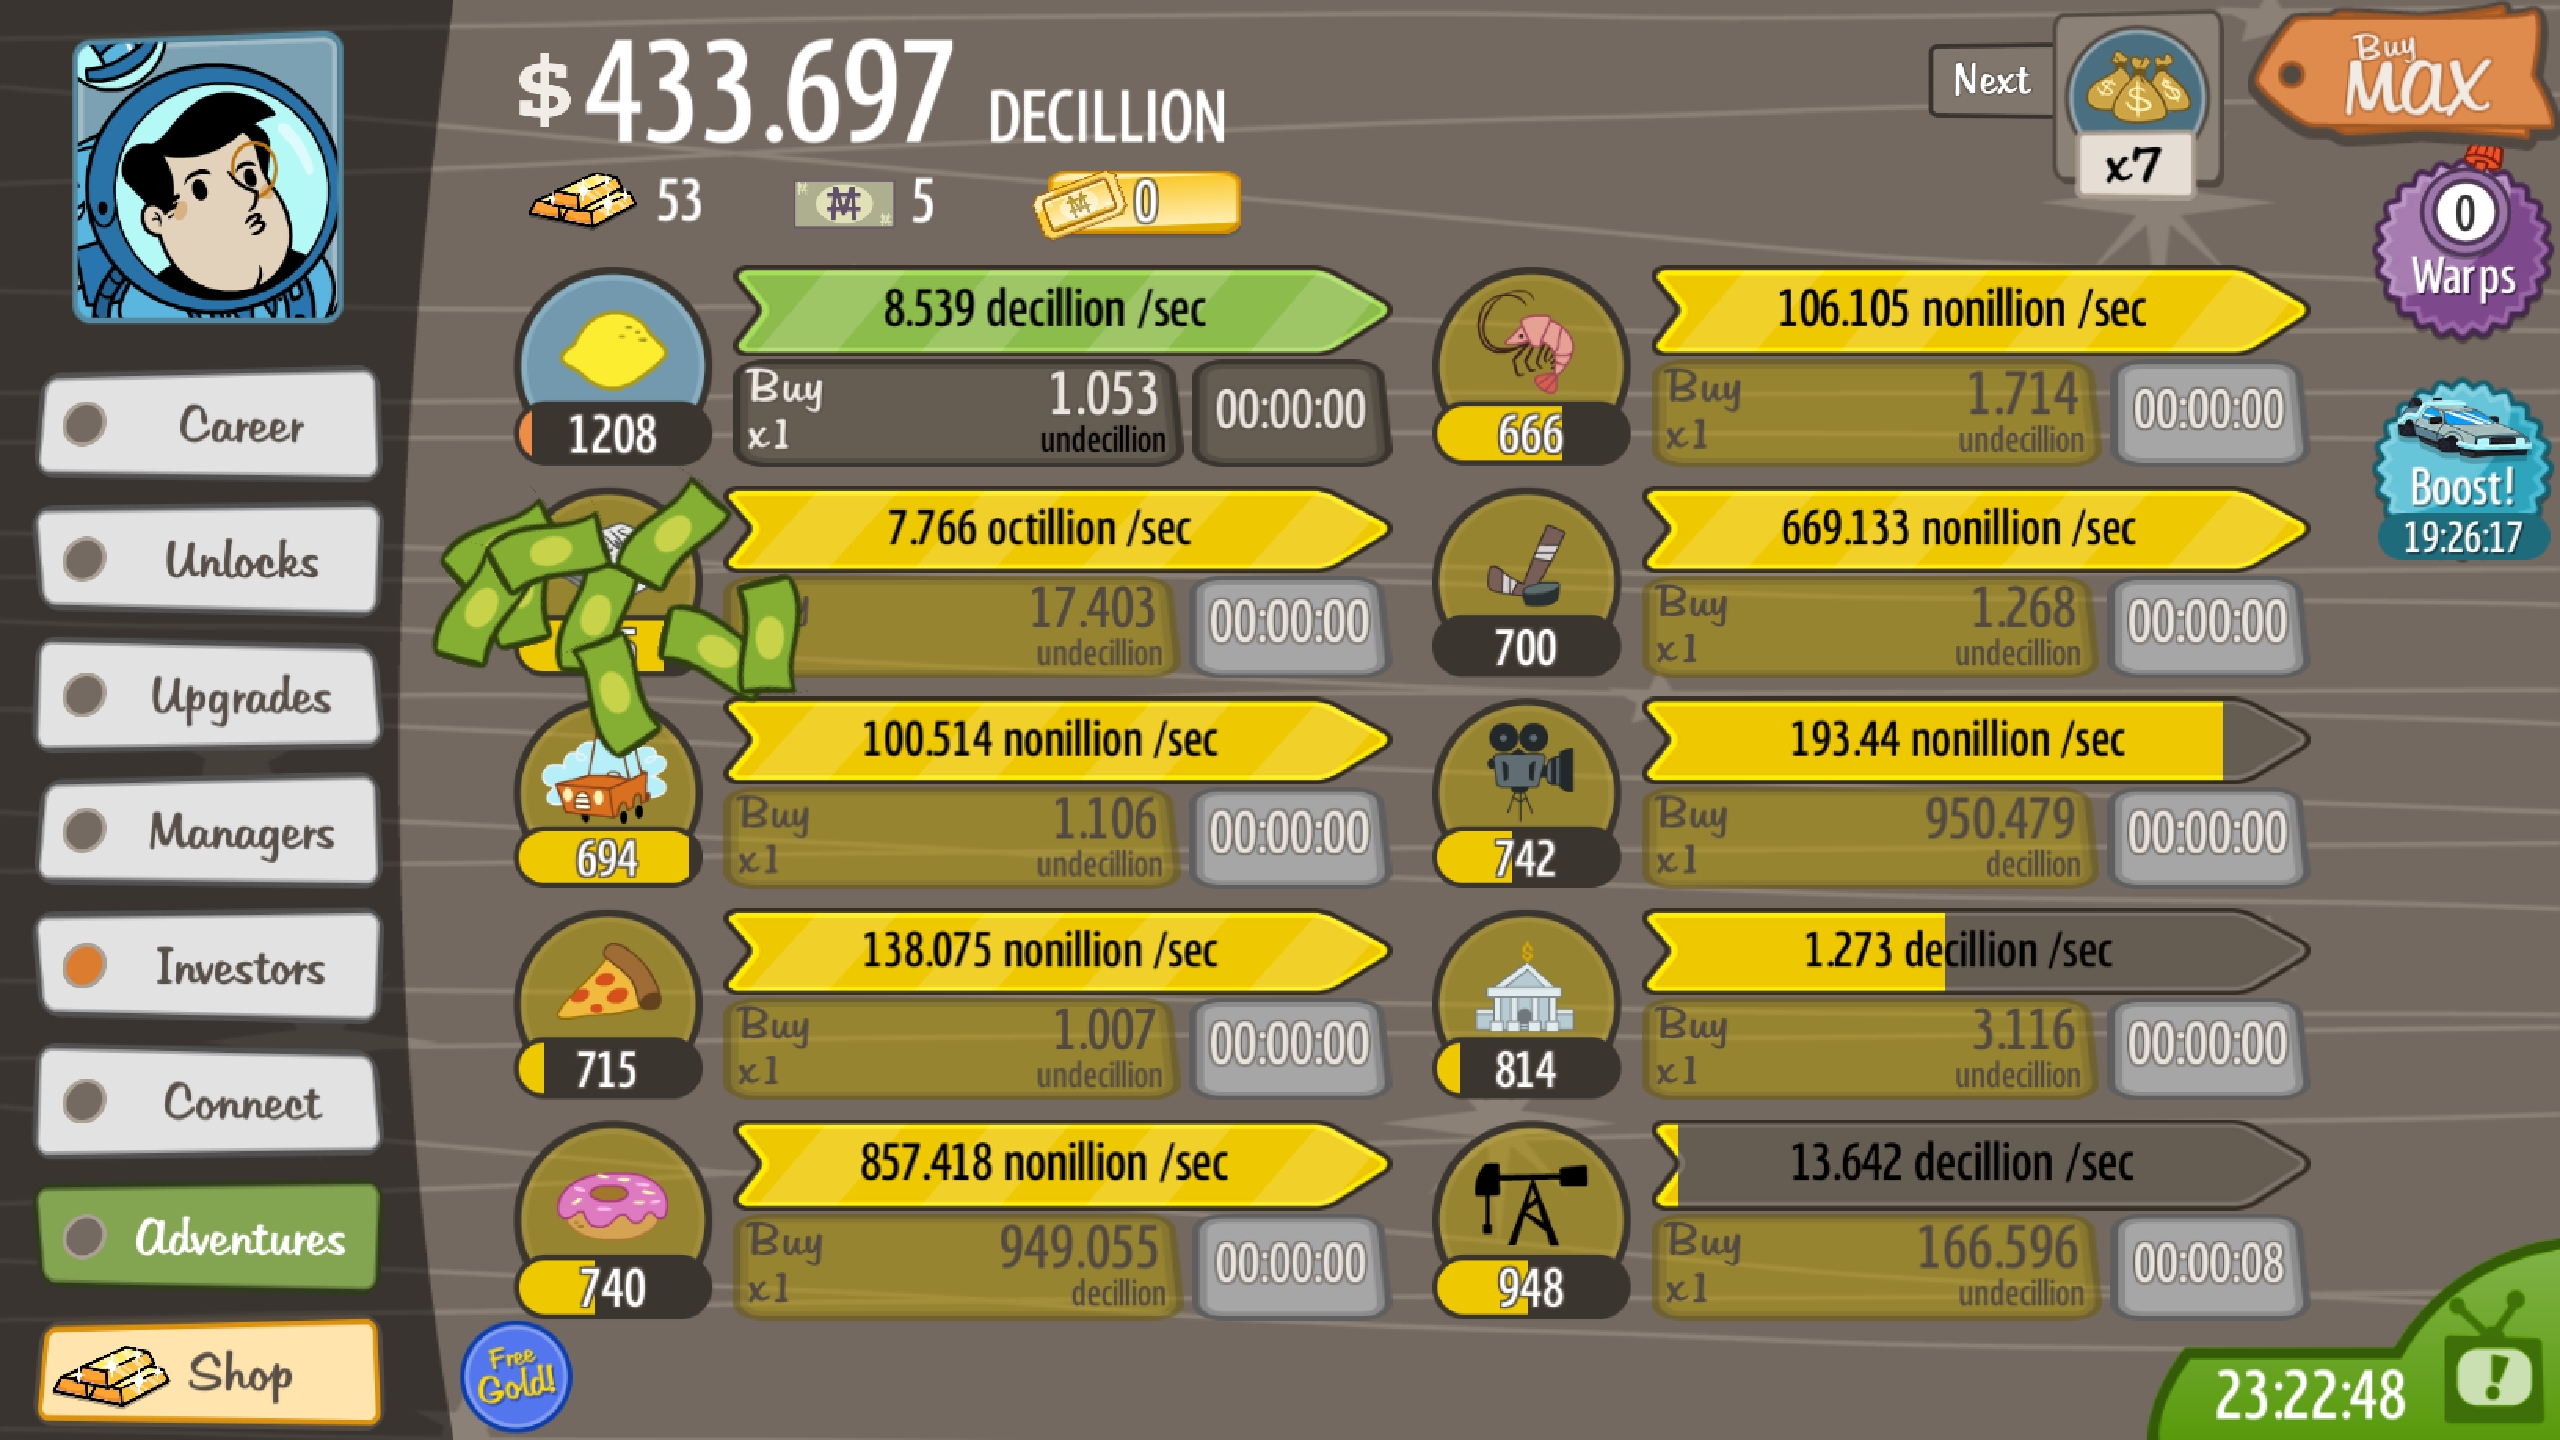 $433.697 DECILLION
Next
x7
Buy
MAX
53
5
0
0
Warps
Boost!
19:26:17
Career
Unlocks
Upgrades
Managers
Investors
Connect
Adventures
Shop
8.539 decillion /sec
1208
Buy
x1
1.053
undecillion
00:00:00
106.105 nonillion /sec
666
Buy
x1
1.714
undecillion
00:00:00
7.766 octillion /sec
17.403
undecillion
00:00:00
669.133 nonillion /sec
700
Buy
x1
1.268
undecillion
00:00:00
100.514 nonillion /sec
694
Buy
x1
1.106
undecillion
00:00:00
193.44 nonillion /sec
742
Buy
x1
950.479
decillion
00:00:00
138.075 nonillion /sec
715
Buy
x1
1.007
undecillion
00:00:00
1.273 decillion /sec
814
Buy
x1
3.116
undecillion
00:00:00
857.418 nonillion /sec
740
Buy
x1
949.055
decillion
00:00:00
13.642 decillion /sec
948
Buy
x1
166.596
undecillion
00:00:08
Free
Gold!
23:22:48